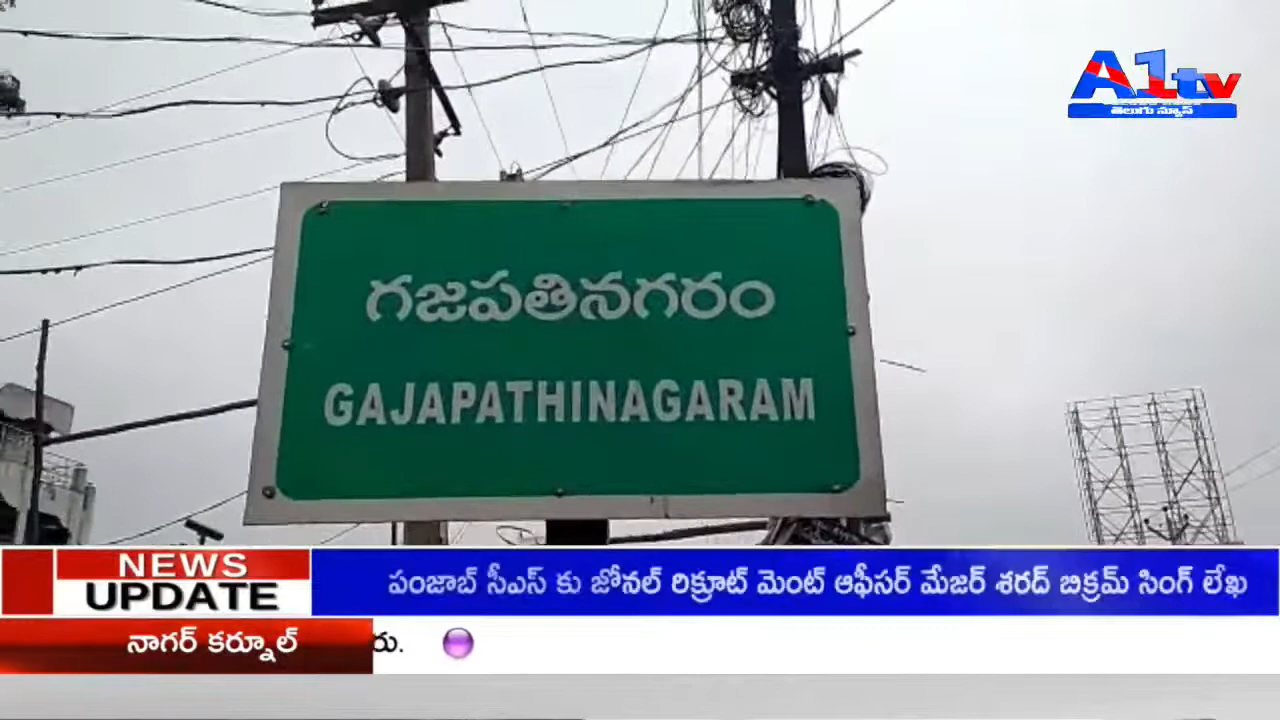 A1tv
తెలుగు న్యూస్
గజపతినగరం
GAJAPATHINAGARAM
NEWS
UPDATE
పంజాబ్ సీఎస్ కు జోనల్ రిక్రూట్ మెంట్ ఆఫీసర్ మేజర్ శరద్ బిక్రమ్ సింగ్ లేఖ
నాగర్ కర్నూల్
రు.